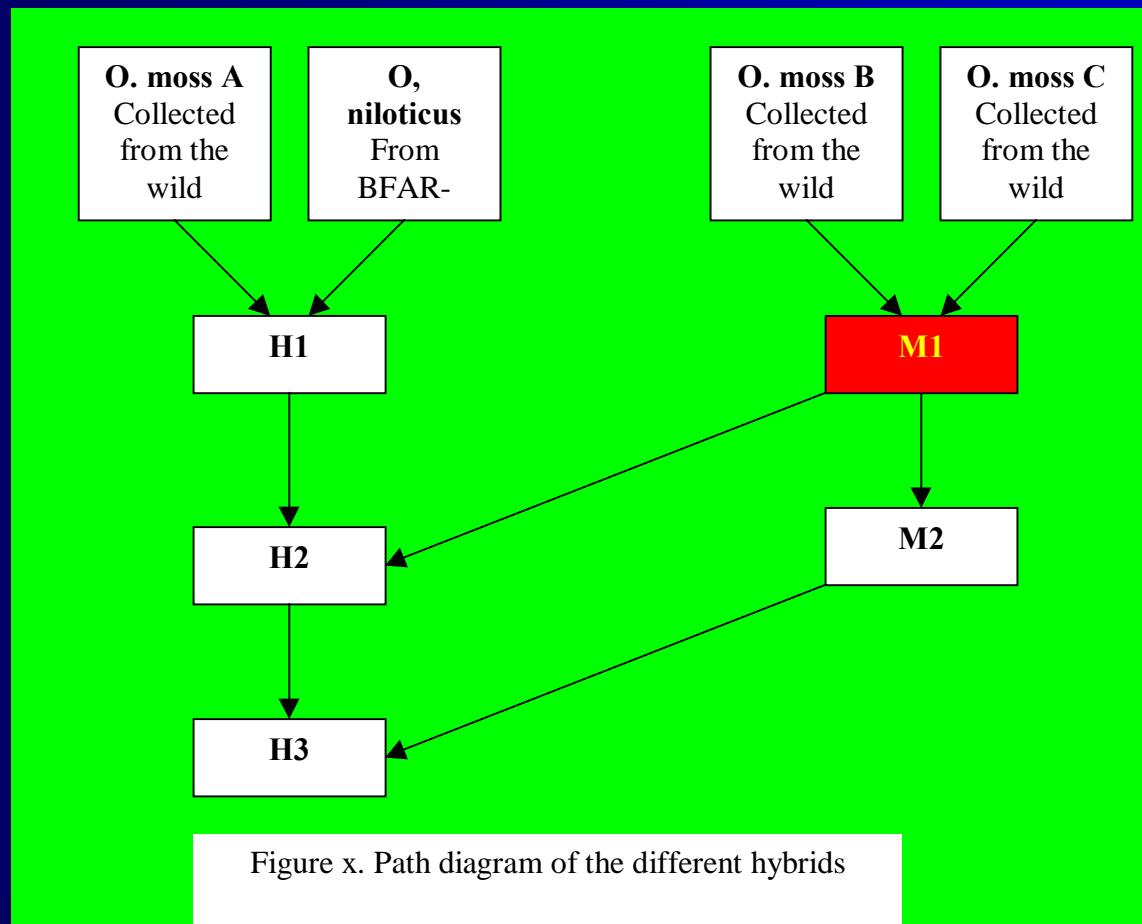 O. moss A
Collected
from the
wild
O,
niloticus
From
BFAR-
O. moss B
Collected
from the
wild
O. moss C
Collected
from the
wild
H1
M1
H2
M2
H3
Figure x. Path diagram of the different hybrids